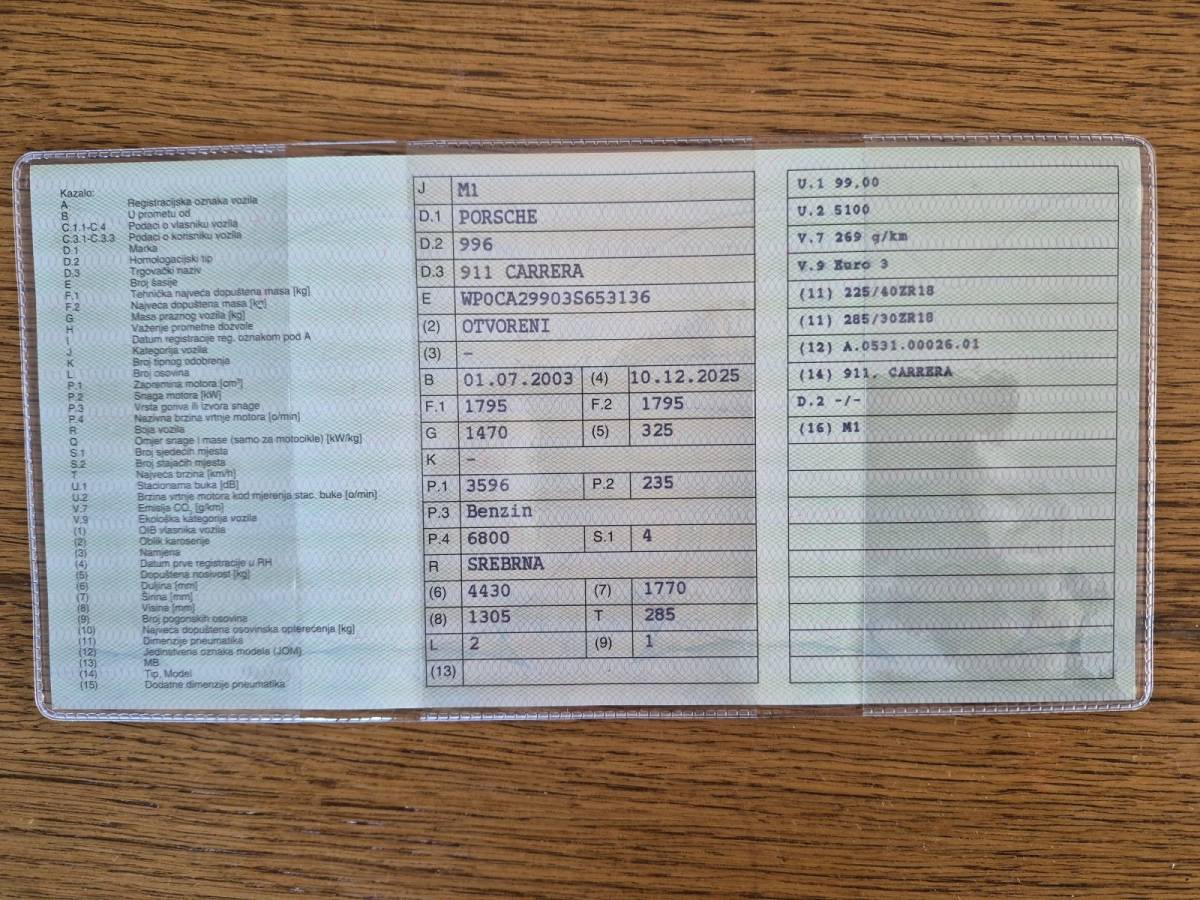 Kazalo:
A Registracijska oznaka vozila
B U prometu od
C.1.1-C.4 Podaci o vlasniku vozila
C.3.1-C.3.3 Podaci o korisniku vozila
D.1 Marka
D.2 Homologacijski tip
D.3 Trgovački naziv
E Broj šasije
F.1 Tehnička najveća dopuštena masa [kg]
F.2 Najveća dopuštena masa [kg]
G Masa praznog vozila [kg]
H Važenje prometne dozvole
I Datum registracije reg. oznakom pod A
J Kategorija vozila
K Broj tipnog odobrenja
L Broj osovina
P.1 Zapremina motora [cm³]
P.2 Snaga motora [kW]
P.3 Vrsta goriva ili izvora snage
P.4 Nazivna brzina vrtnje motora [o/min]
R Boja vozila
Q Omjer snage i mase (samo za motocikle) [kW/kg]
S.1 Broj sjedećih mjesta
S.2 Broj stajaćih mjesta
T Najveća brzina [km/h]
U.1 Stacionarna buka [dB]
U.2 Brzina vrtnje motora kod mjerenja stac. buke [o/min]
V.7 Emisija CO₂ [g/km]
V.9 Ekološka kategorija vozila
(1) OIB vlasnika vozila
(2) Oblik karoserije
(3) Namjena
(4) Datum prve registracije u RH
(5) Dopuštena nosivost [kg]
(6) Duljina [mm]
(7) Širina [mm]
(8) Visina [mm]
(9) Broj pogonskih osovina
(10) Najveća dopuštena osovinska opterećenja [kg]
(11) Dimenzije pneumatika
(12) Jedinstvena oznaka modela (JOM)
(13) MB
(14) Tip, Model
(15) Dodatne dimenzije pneumatika
J M1
D.1 PORSCHE
D.2 996
D.3 911 CARRERA
E WP0CA29903S653136
(2) OTVORENI
(3) –
B 01.07.2003 (4) 10.12.2025
F.1 1795 F.2 1795
G 1470 (5) 325
K –
P.1 3596 P.2 235
P.3 Benzin
P.4 6800 S.1 4
R SREBRNA
(6) 4430 (7) 1770
(8) 1305 T 285
L 2 (9) 1
(13)
U.1 99,00
U.2 5100
V.7 269 g/km
V.9 Euro 3
(11) 225/40ZR18
(11) 285/30ZR18
(12) A.0531.00026.01
(14) 911, CARRERA
D.2 -/-
(16) M1